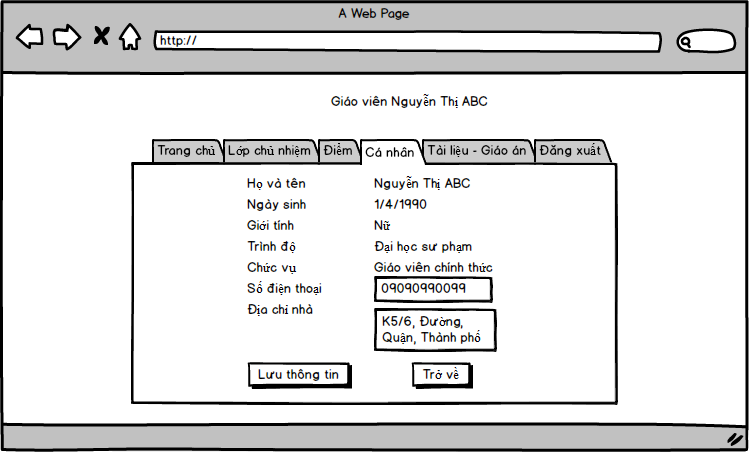 A Web Page
http://
Giáo viên Nguyễn Thị ABC
Trang chủ Lớp chủ nhiệm Điểm Cá nhân Tài liệu - Giáo án Đăng xuất
Họ và tên Nguyễn Thị ABC
Ngày sinh 1/4/1990
Giới tính Nữ
Trình độ Đại học sư phạm
Chức vụ Giáo viên chính thức
Số điện thoại 09090990099
Địa chỉ nhà K5/6, Đường,
Quận, Thành phố
Lưu thông tin Trở về